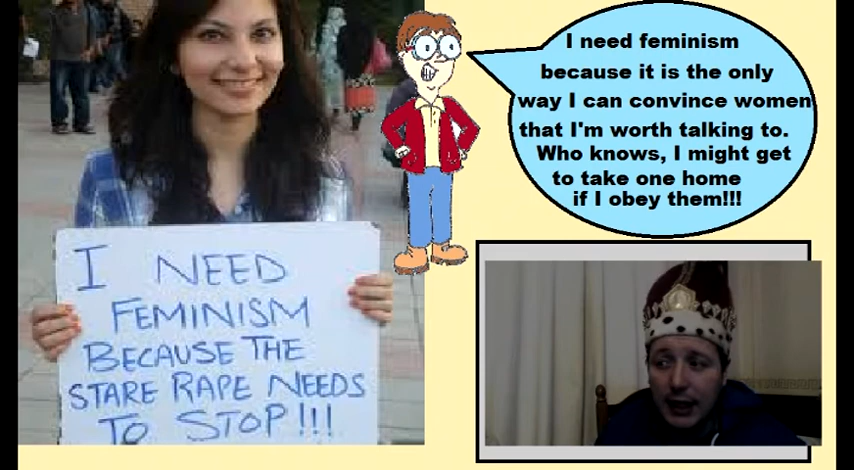 I NEED
FEMINISM
BECAUSE THE
STARE RAPE NEEDS
TO STOP!!!
I need feminism
because it is the only
way I can convince women
that I'm worth talking to.
Who knows, I might get
to take one home
if I obey them!!!